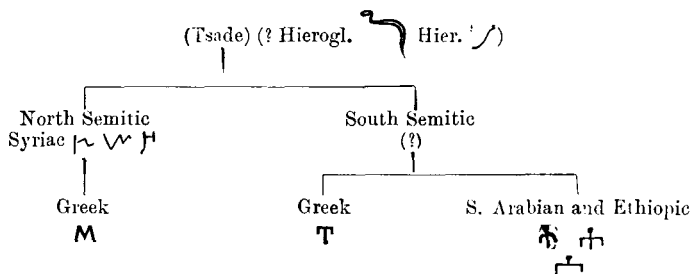 (Tsade) (? Hierogl. Hier. )
North Semitic South Semitic
Syriac (?)
Greek Greek S. Arabian and Ethiopic
M T